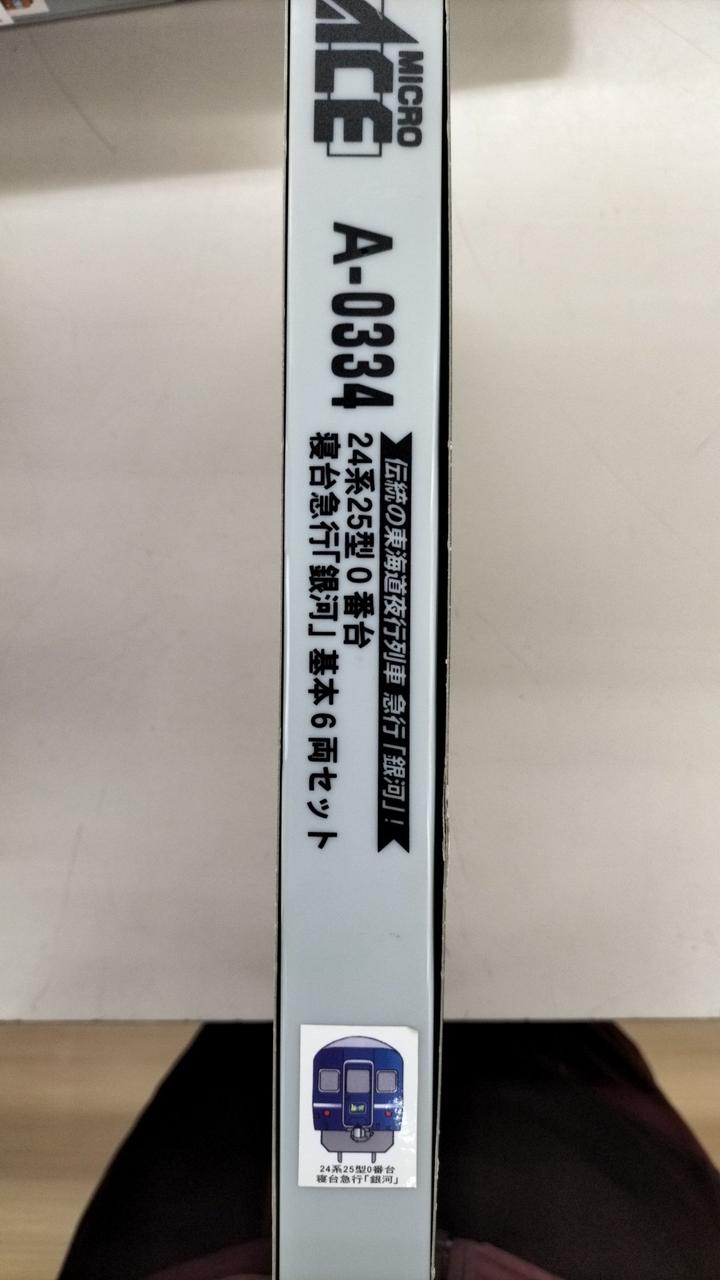 MICRO
ACE
A-0334
伝統の東海道夜行列車 急行「銀河」!
24系25型0番台
寝台急行「銀河」基本6両セット
24系25型0番台
寝台急行「銀河」